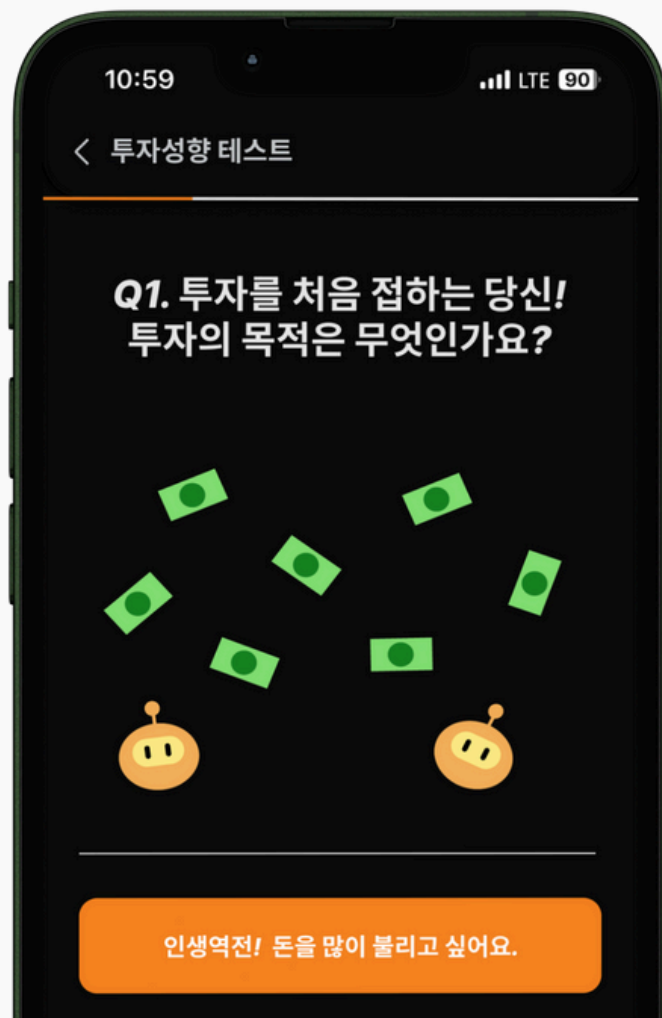 10:59
LTE 90
투자성향 테스트
Q1. 투자를 처음 접하는 당신!
투자의 목적은 무엇인가요?
인생역전! 돈을 많이 불리고 싶어요.